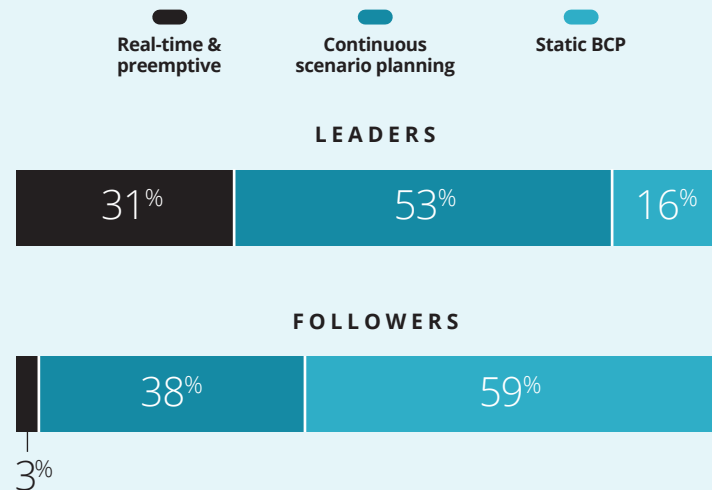 Real-time &
preemptive
Continuous
scenario planning
Static BCP
LEADERS
31%
53%
16%
FOLLOWERS
38%
59%
3%